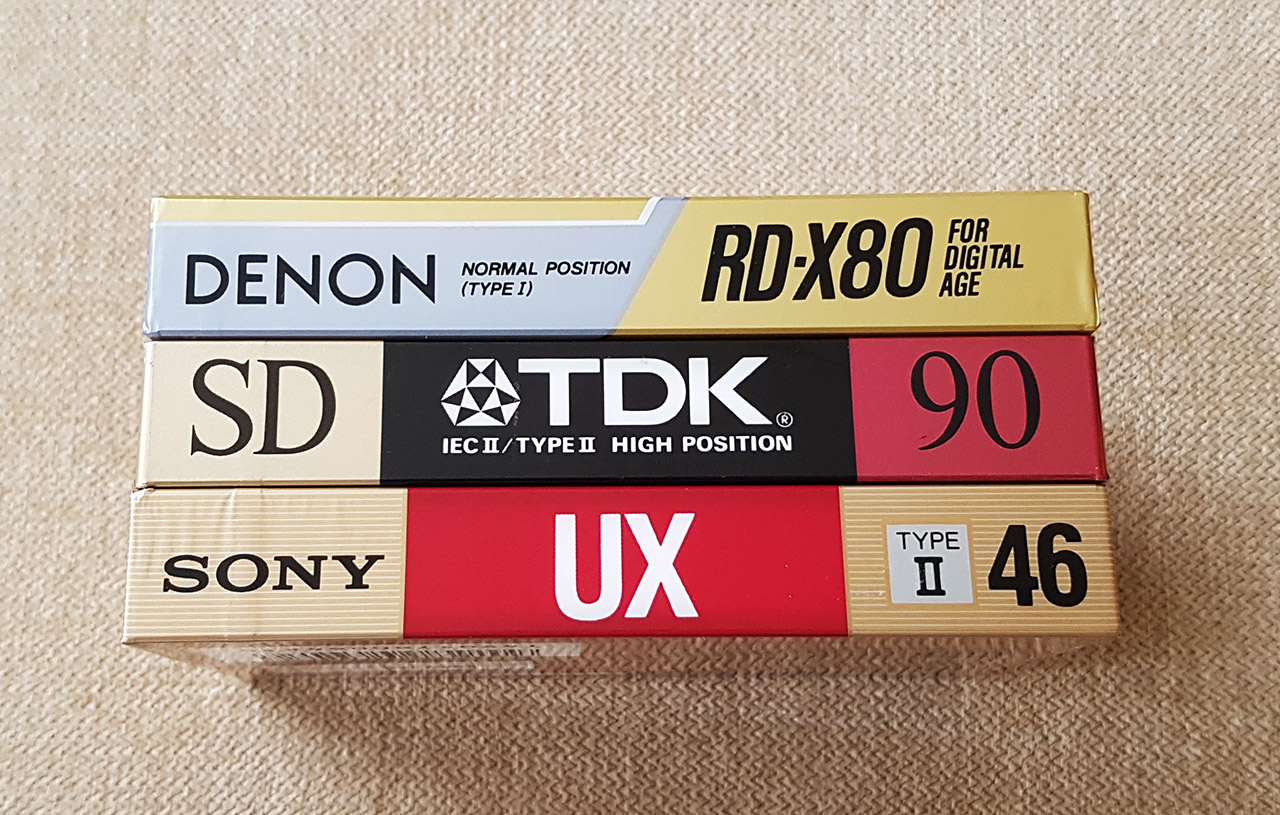 DENON NORMAL POSITION (TYPE I) RD·X80 FOR DIGITAL AGE
SD TDK® 90
IEC II/TYPE II HIGH POSITION
SONY UX TYPE II 46